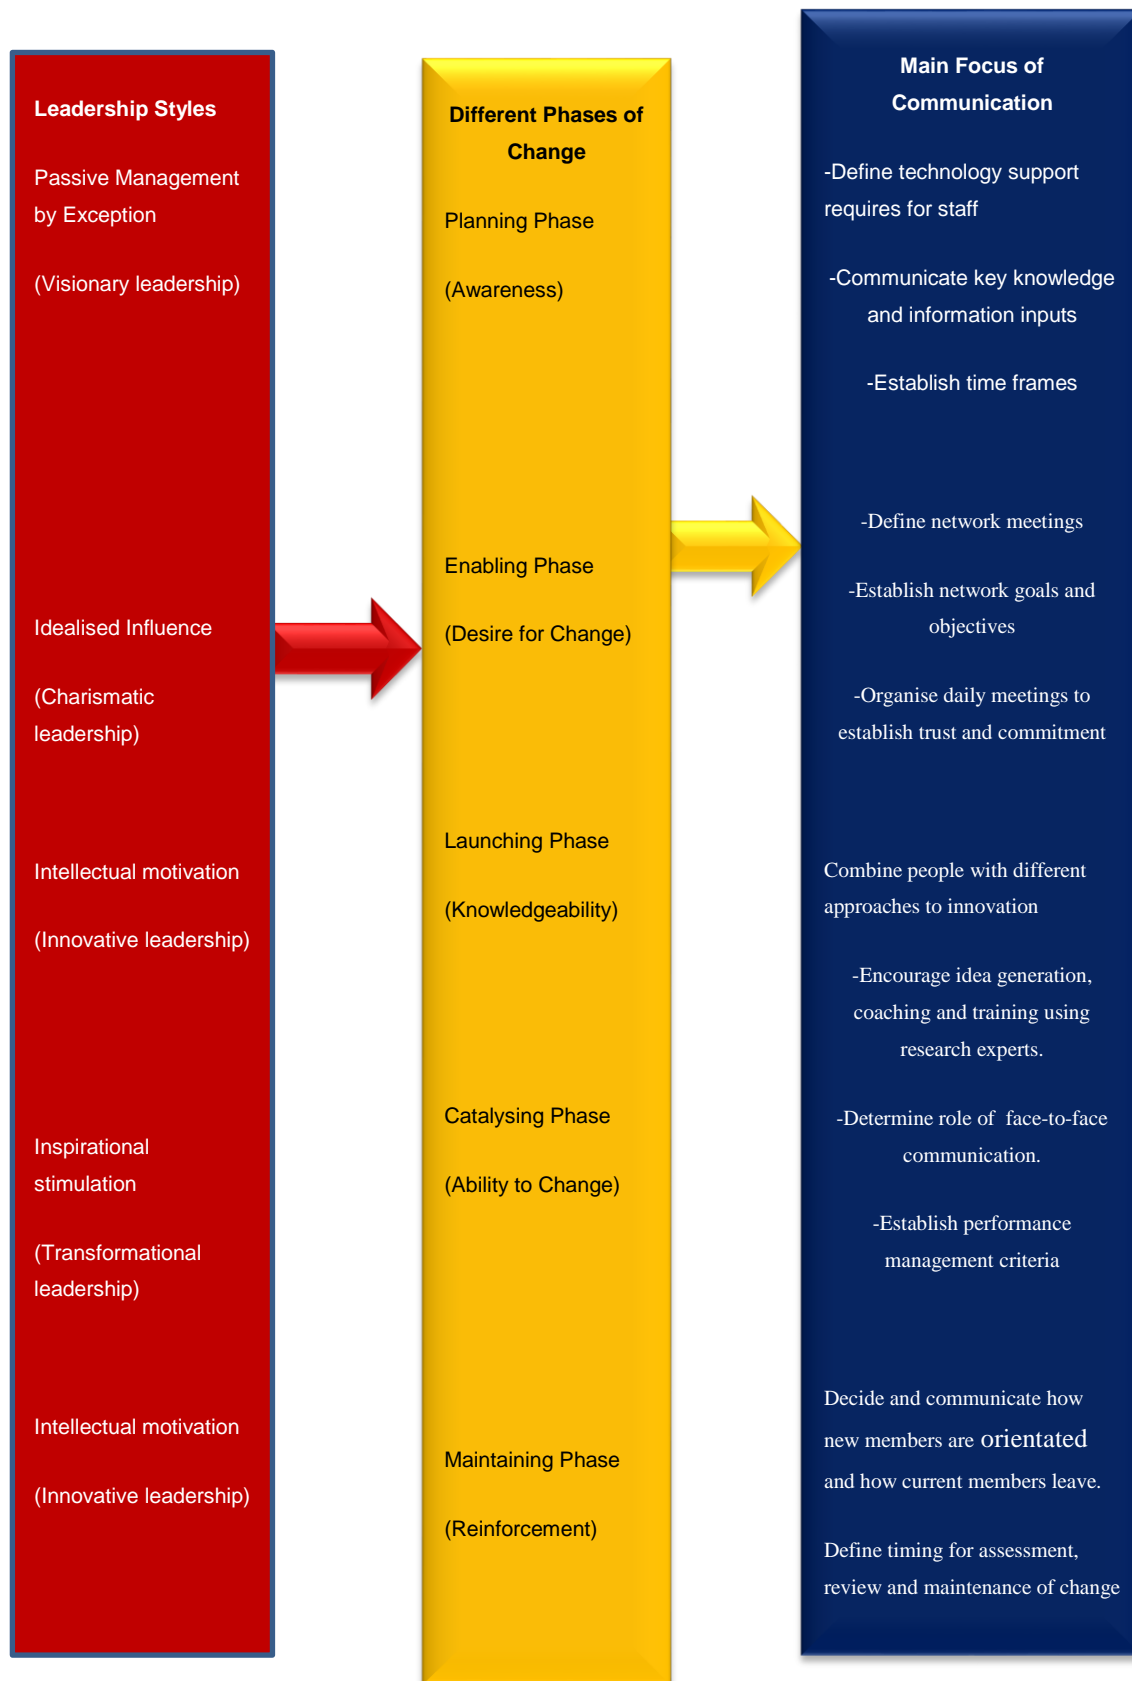 Leadership Styles
Passive Management
by Exception
(Visionary leadership)
Idealised Influence
(Charismatic
leadership)
Intellectual motivation
(Innovative leadership)
Inspirational
stimulation
(Transformational
leadership)
Intellectual motivation
(Innovative leadership)
Different Phases of
Change
Planning Phase
(Awareness)
Enabling Phase
(Desire for Change)
Launching Phase
(Knowledgeability)
Catalysing Phase
(Ability to Change)
Maintaining Phase
(Reinforcement)
Main Focus of
Communication
-Define technology support
requires for staff
-Communicate key knowledge
and information inputs
-Establish time frames
-Define network meetings
-Establish network goals and
objectives
-Organise daily meetings to
establish trust and commitment
Combine people with different
approaches to innovation
-Encourage idea generation,
coaching and training using
research experts.
-Determine role of face-to-face
communication.
-Establish performance
management criteria
Decide and communicate how
new members are orientated
and how current members leave.
Define timing for assessment,
review and maintenance of change